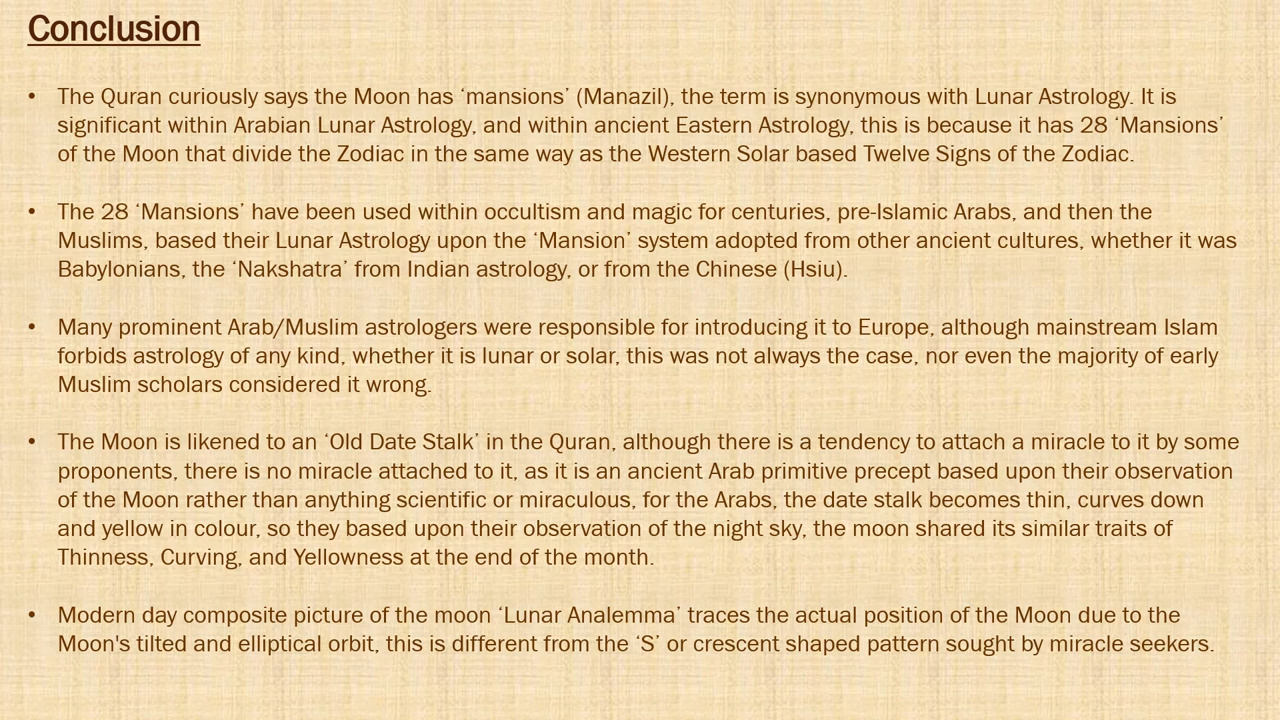 Conclusion
• The Quran curiously says the Moon has ‘mansions’ (Manazil), the term is synonymous with Lunar Astrology. It is
significant within Arabian Lunar Astrology, and within ancient Eastern Astrology, this is because it has 28 ‘Mansions’
of the Moon that divide the Zodiac in the same way as the Western Solar based Twelve Signs of the Zodiac.
• The 28 ‘Mansions’ have been used within occultism and magic for centuries, pre-Islamic Arabs, and then the
Muslims, based their Lunar Astrology upon the ‘Mansion’ system adopted from other ancient cultures, whether it was
Babylonians, the ‘Nakshatra’ from Indian astrology, or from the Chinese (Hsiu).
• Many prominent Arab/Muslim astrologers were responsible for introducing it to Europe, although mainstream Islam
forbids astrology of any kind, whether it is lunar or solar, this was not always the case, nor even the majority of early
Muslim scholars considered it wrong.
• The Moon is likened to an ‘Old Date Stalk’ in the Quran, although there is a tendency to attach a miracle to it by some
proponents, there is no miracle attached to it, as it is an ancient Arab primitive precept based upon their observation
of the Moon rather than anything scientific or miraculous, for the Arabs, the date stalk becomes thin, curves down
and yellow in colour, so they based upon their observation of the night sky, the moon shared its similar traits of
Thinness, Curving, and Yellowness at the end of the month.
• Modern day composite picture of the moon ‘Lunar Analemma’ traces the actual position of the Moon due to the
Moon's tilted and elliptical orbit, this is different from the ‘S’ or crescent shaped pattern sought by miracle seekers.